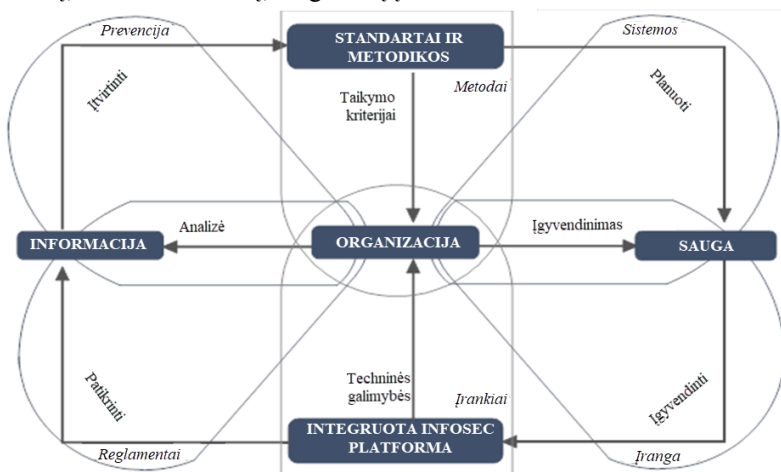 Prevencija
STANDARTAI IR
METODIKOS
Sistemos
Įtvirtinti
Taikymo
kriterijai
Metodai
Planuoti
INFORMACIJA
Analizė
ORGANIZACIJA
Įgyvendinimas
SAUGA
Patikrinti
Techninės
galimybės
Įrankiai
Įgyvendinti
Reglamentai
INTEGRUOTA INFOSEC
PLATFORMA
Įranga